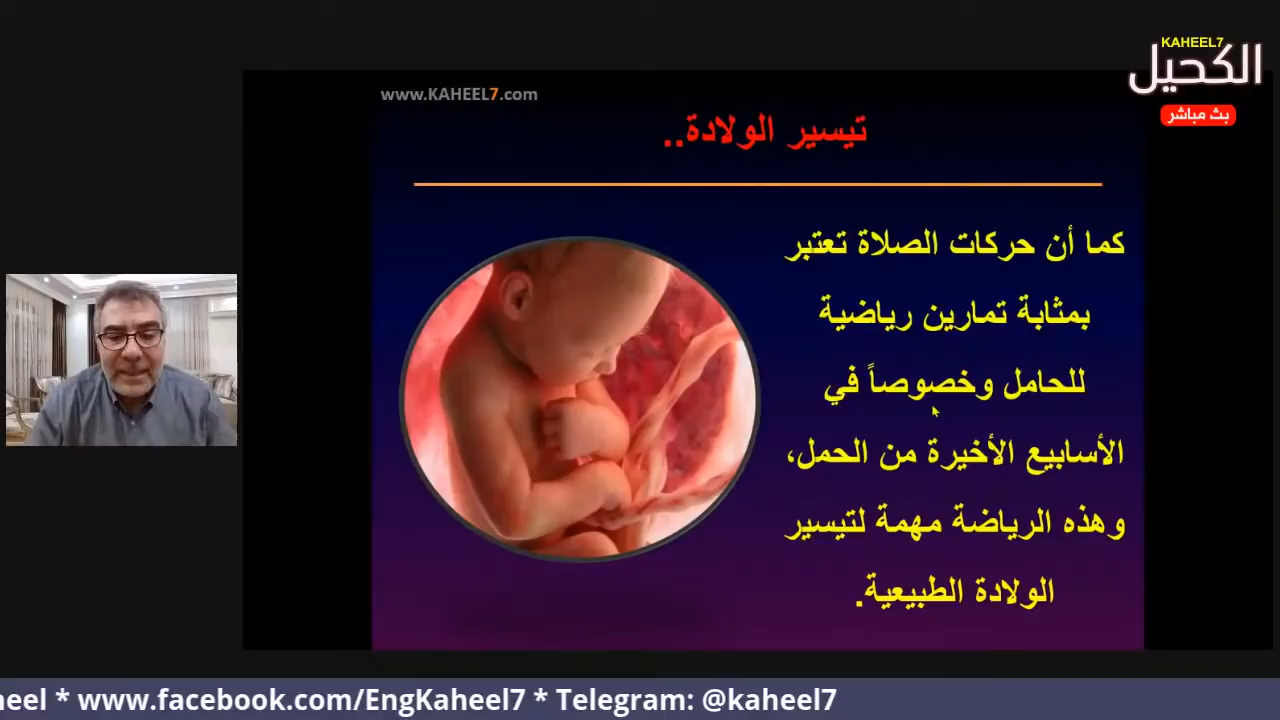 KAHEEL7
الكحيل
بث مباشر
www.KAHEEL7.com
تيسير الولادة..
كما أن حركات الصلاة تعتبر
بمثابة تمارين رياضية
للحامل وخصوصاً في
الأسابيع الأخيرة من الحمل،
وهذه الرياضة مهمة لتيسير
الولادة الطبيعية.
heel * www.facebook.com/EngKaheel7 * Telegram: @kaheel7